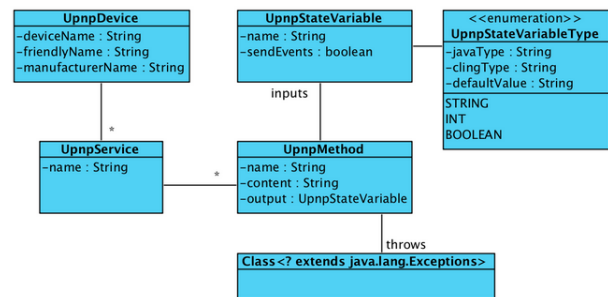 UpnpDevice
-deviceName : String
-friendlyName : String
-manufacturerName : String
UpnpStateVariable
-name : String
-sendEvents : boolean
<<enumeration>>
UpnpStateVariableType
-javaType : String
-clingType : String
-defaultValue : String
STRING
INT
BOOLEAN
inputs
*
UpnpService
-name : String
*
UpnpMethod
-name : String
-content : String
-output : UpnpStateVariable
throws
Class<? extends java.lang.Exceptions>